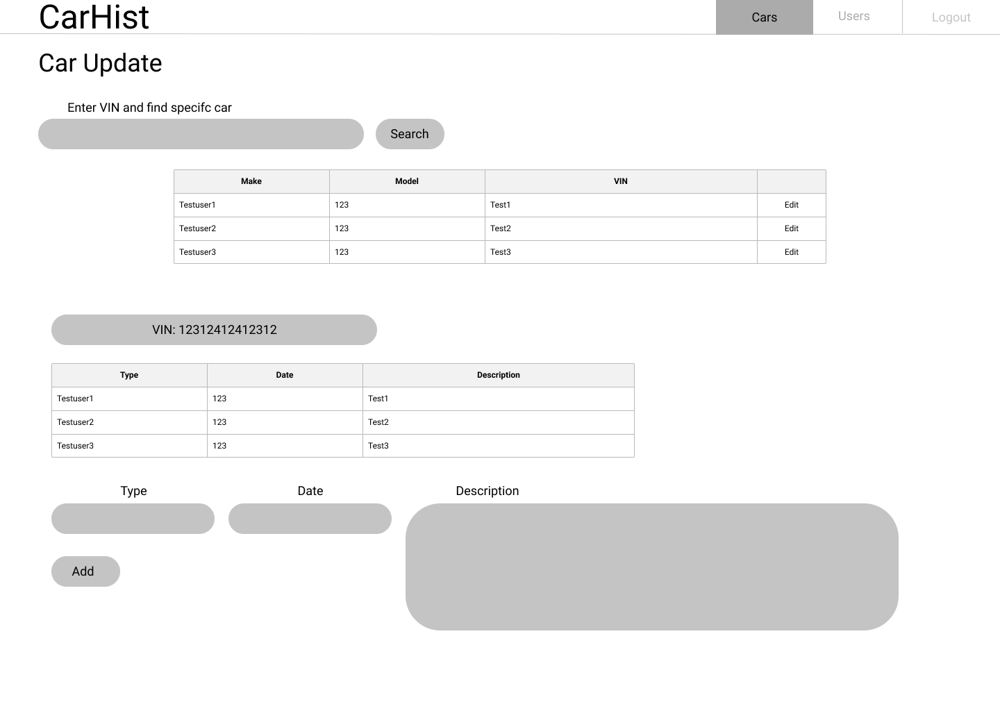 CarHist
Cars Users Logout
Car Update
Enter VIN and find specifc car
Search
Make Model VIN
Testuser1 123 Test1 Edit
Testuser2 123 Test2 Edit
Testuser3 123 Test3 Edit
VIN: 12312412412312
Type Date Description
Testuser1 123 Test1
Testuser2 123 Test2
Testuser3 123 Test3
Type Date Description
Add